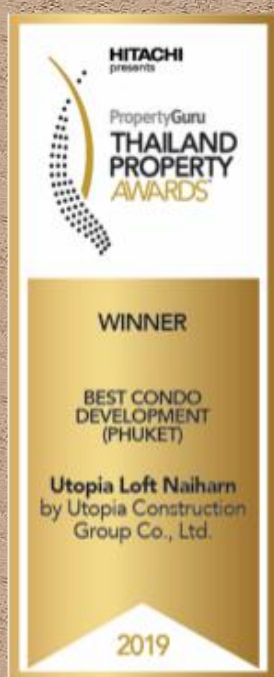 HITACHI
presents
PropertyGuru
THAILAND
PROPERTY
AWARDS
WINNER
BEST CONDO
DEVELOPMENT
(PHUKET)
Utopia Loft Naiharn
by Utopia Construction
Group Co., Ltd.
2019